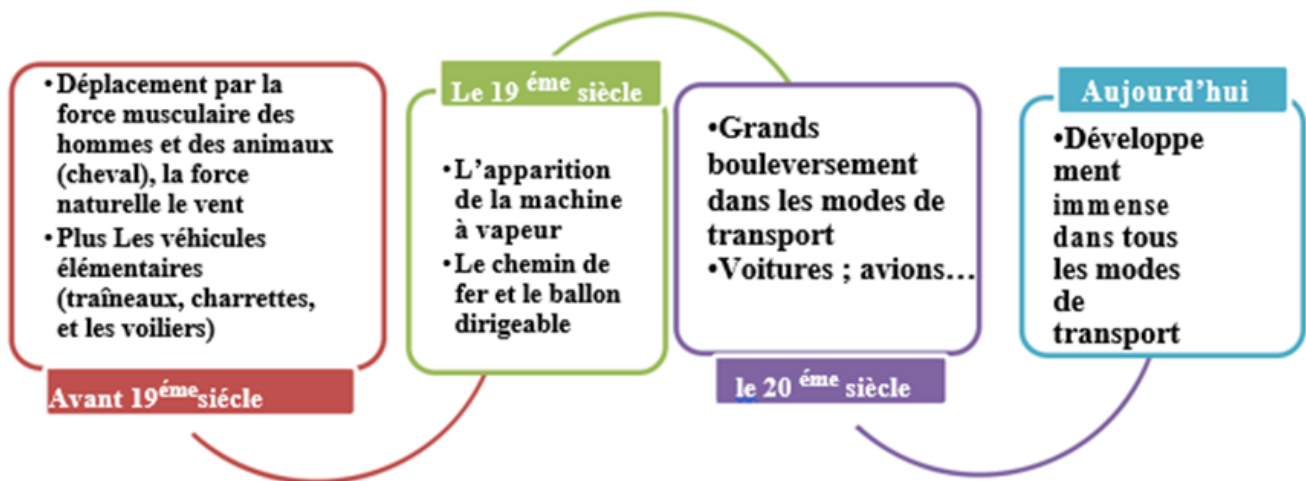 •Déplacement par la
force musculaire des
hommes et des animaux
(cheval), la force
naturelle le vent
•Plus Les véhicules
élémentaires
(traîneaux, charrettes,
et les voiliers)
Avant 19éme siécle
Le 19 éme siècle
•L'apparition
de la machine
à vapeur
•Le chemin de
fer et le ballon
dirigeable
•Grands
bouleversement
dans les modes de
transport
•Voitures ; avions…
le 20 éme siècle
Aujourd'hui
•Développe
ment
immense
dans tous
les modes
de
transport